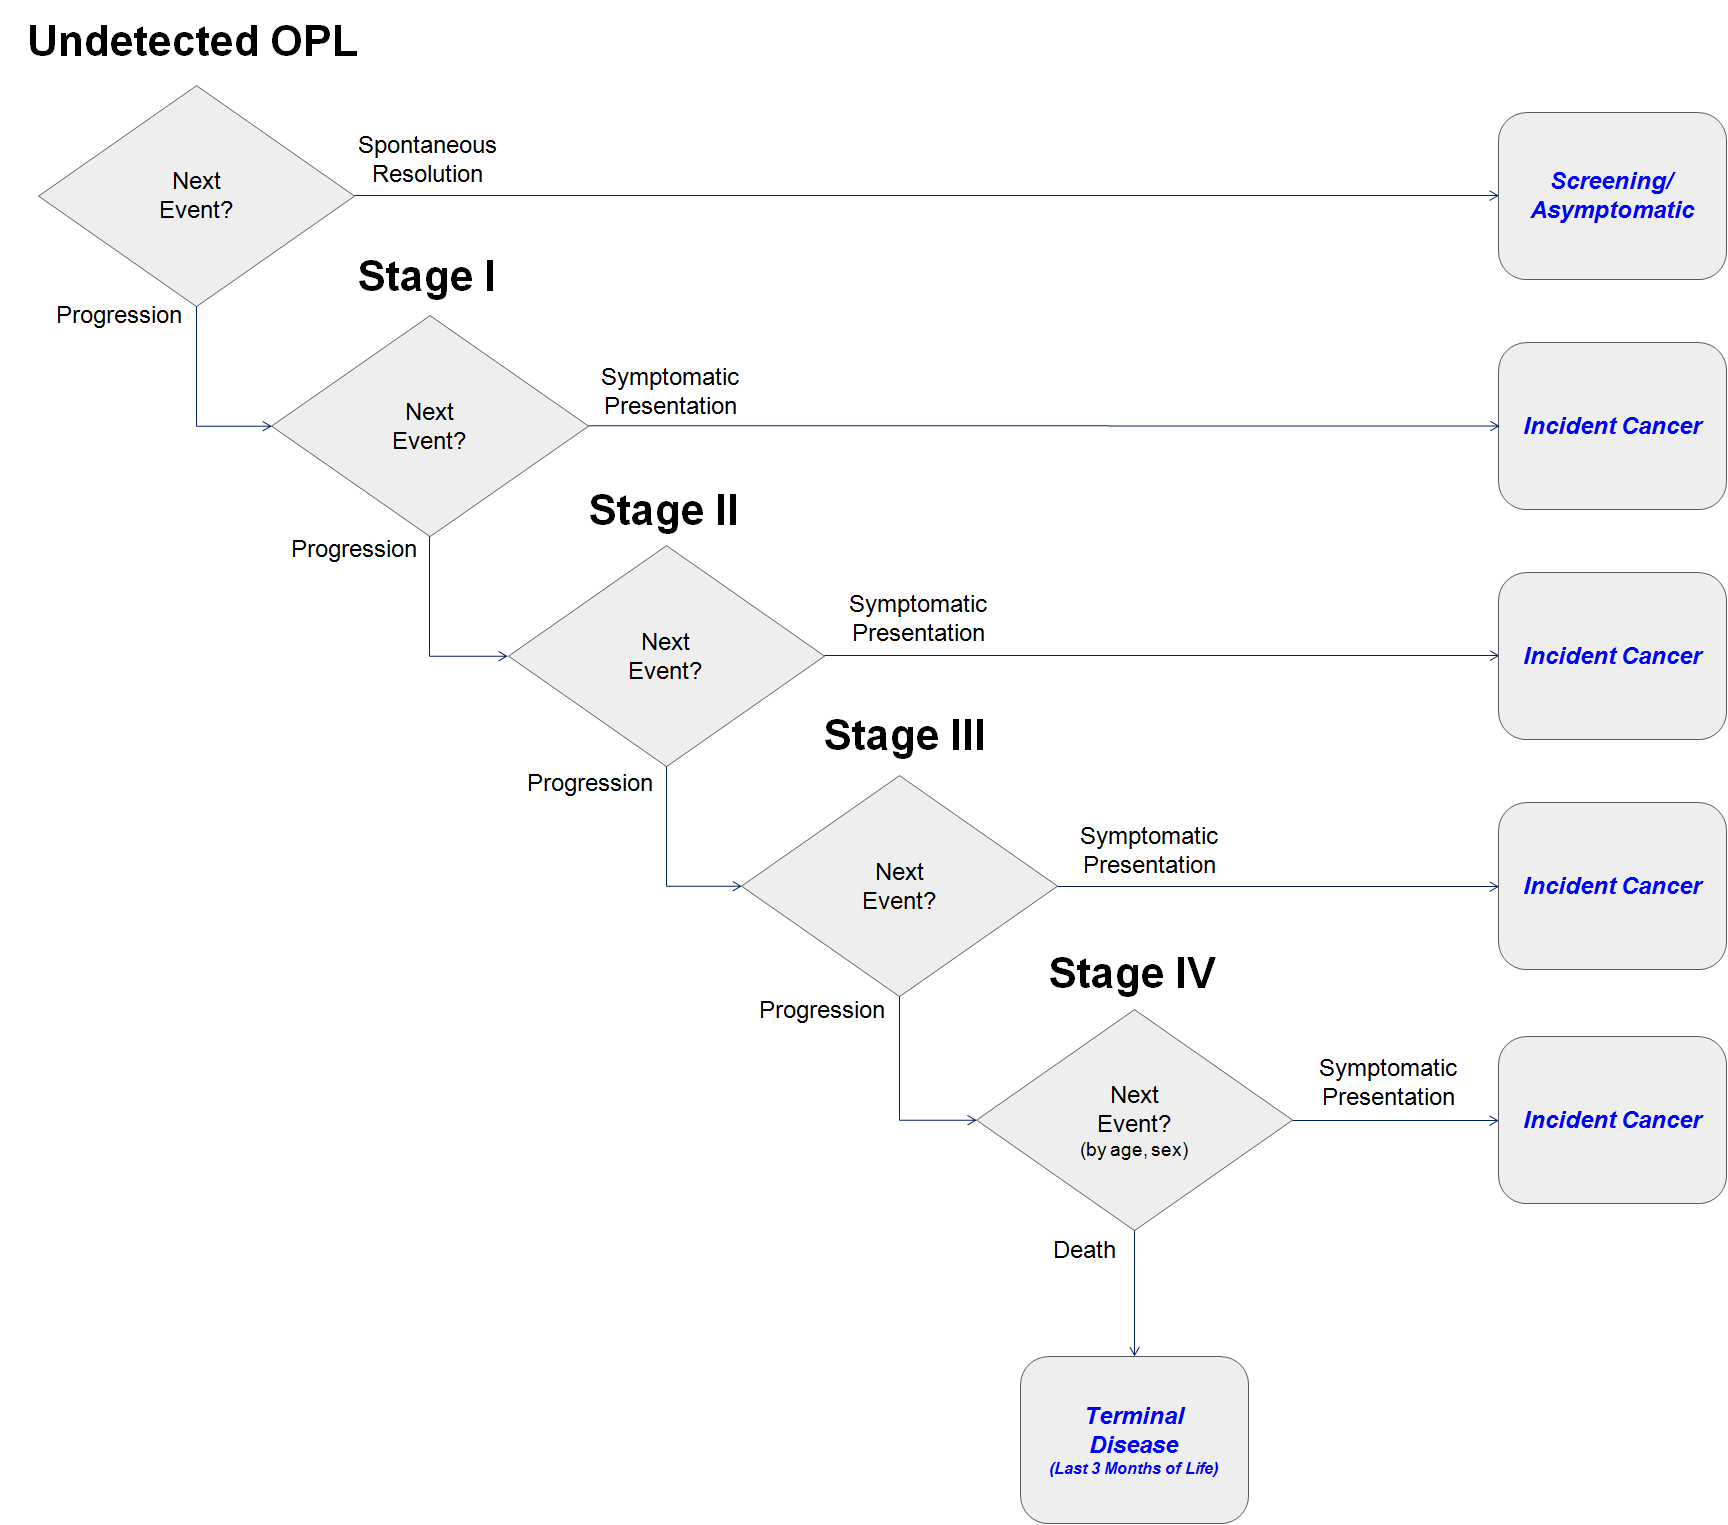 Undetected OPL
Spontaneous
Resolution
Next
Event?
Screening/
Asymptomatic
Progression
Stage I
Symptomatic
Presentation
Next
Event?
Incident Cancer
Progression
Stage II
Symptomatic
Presentation
Next
Event?
Incident Cancer
Progression
Stage III
Symptomatic
Presentation
Next
Event?
Incident Cancer
Progression
Stage IV
Symptomatic
Presentation
Next
Event?
(by age, sex)
Incident Cancer
Death
Terminal
Disease
(Last 3 Months of Life)